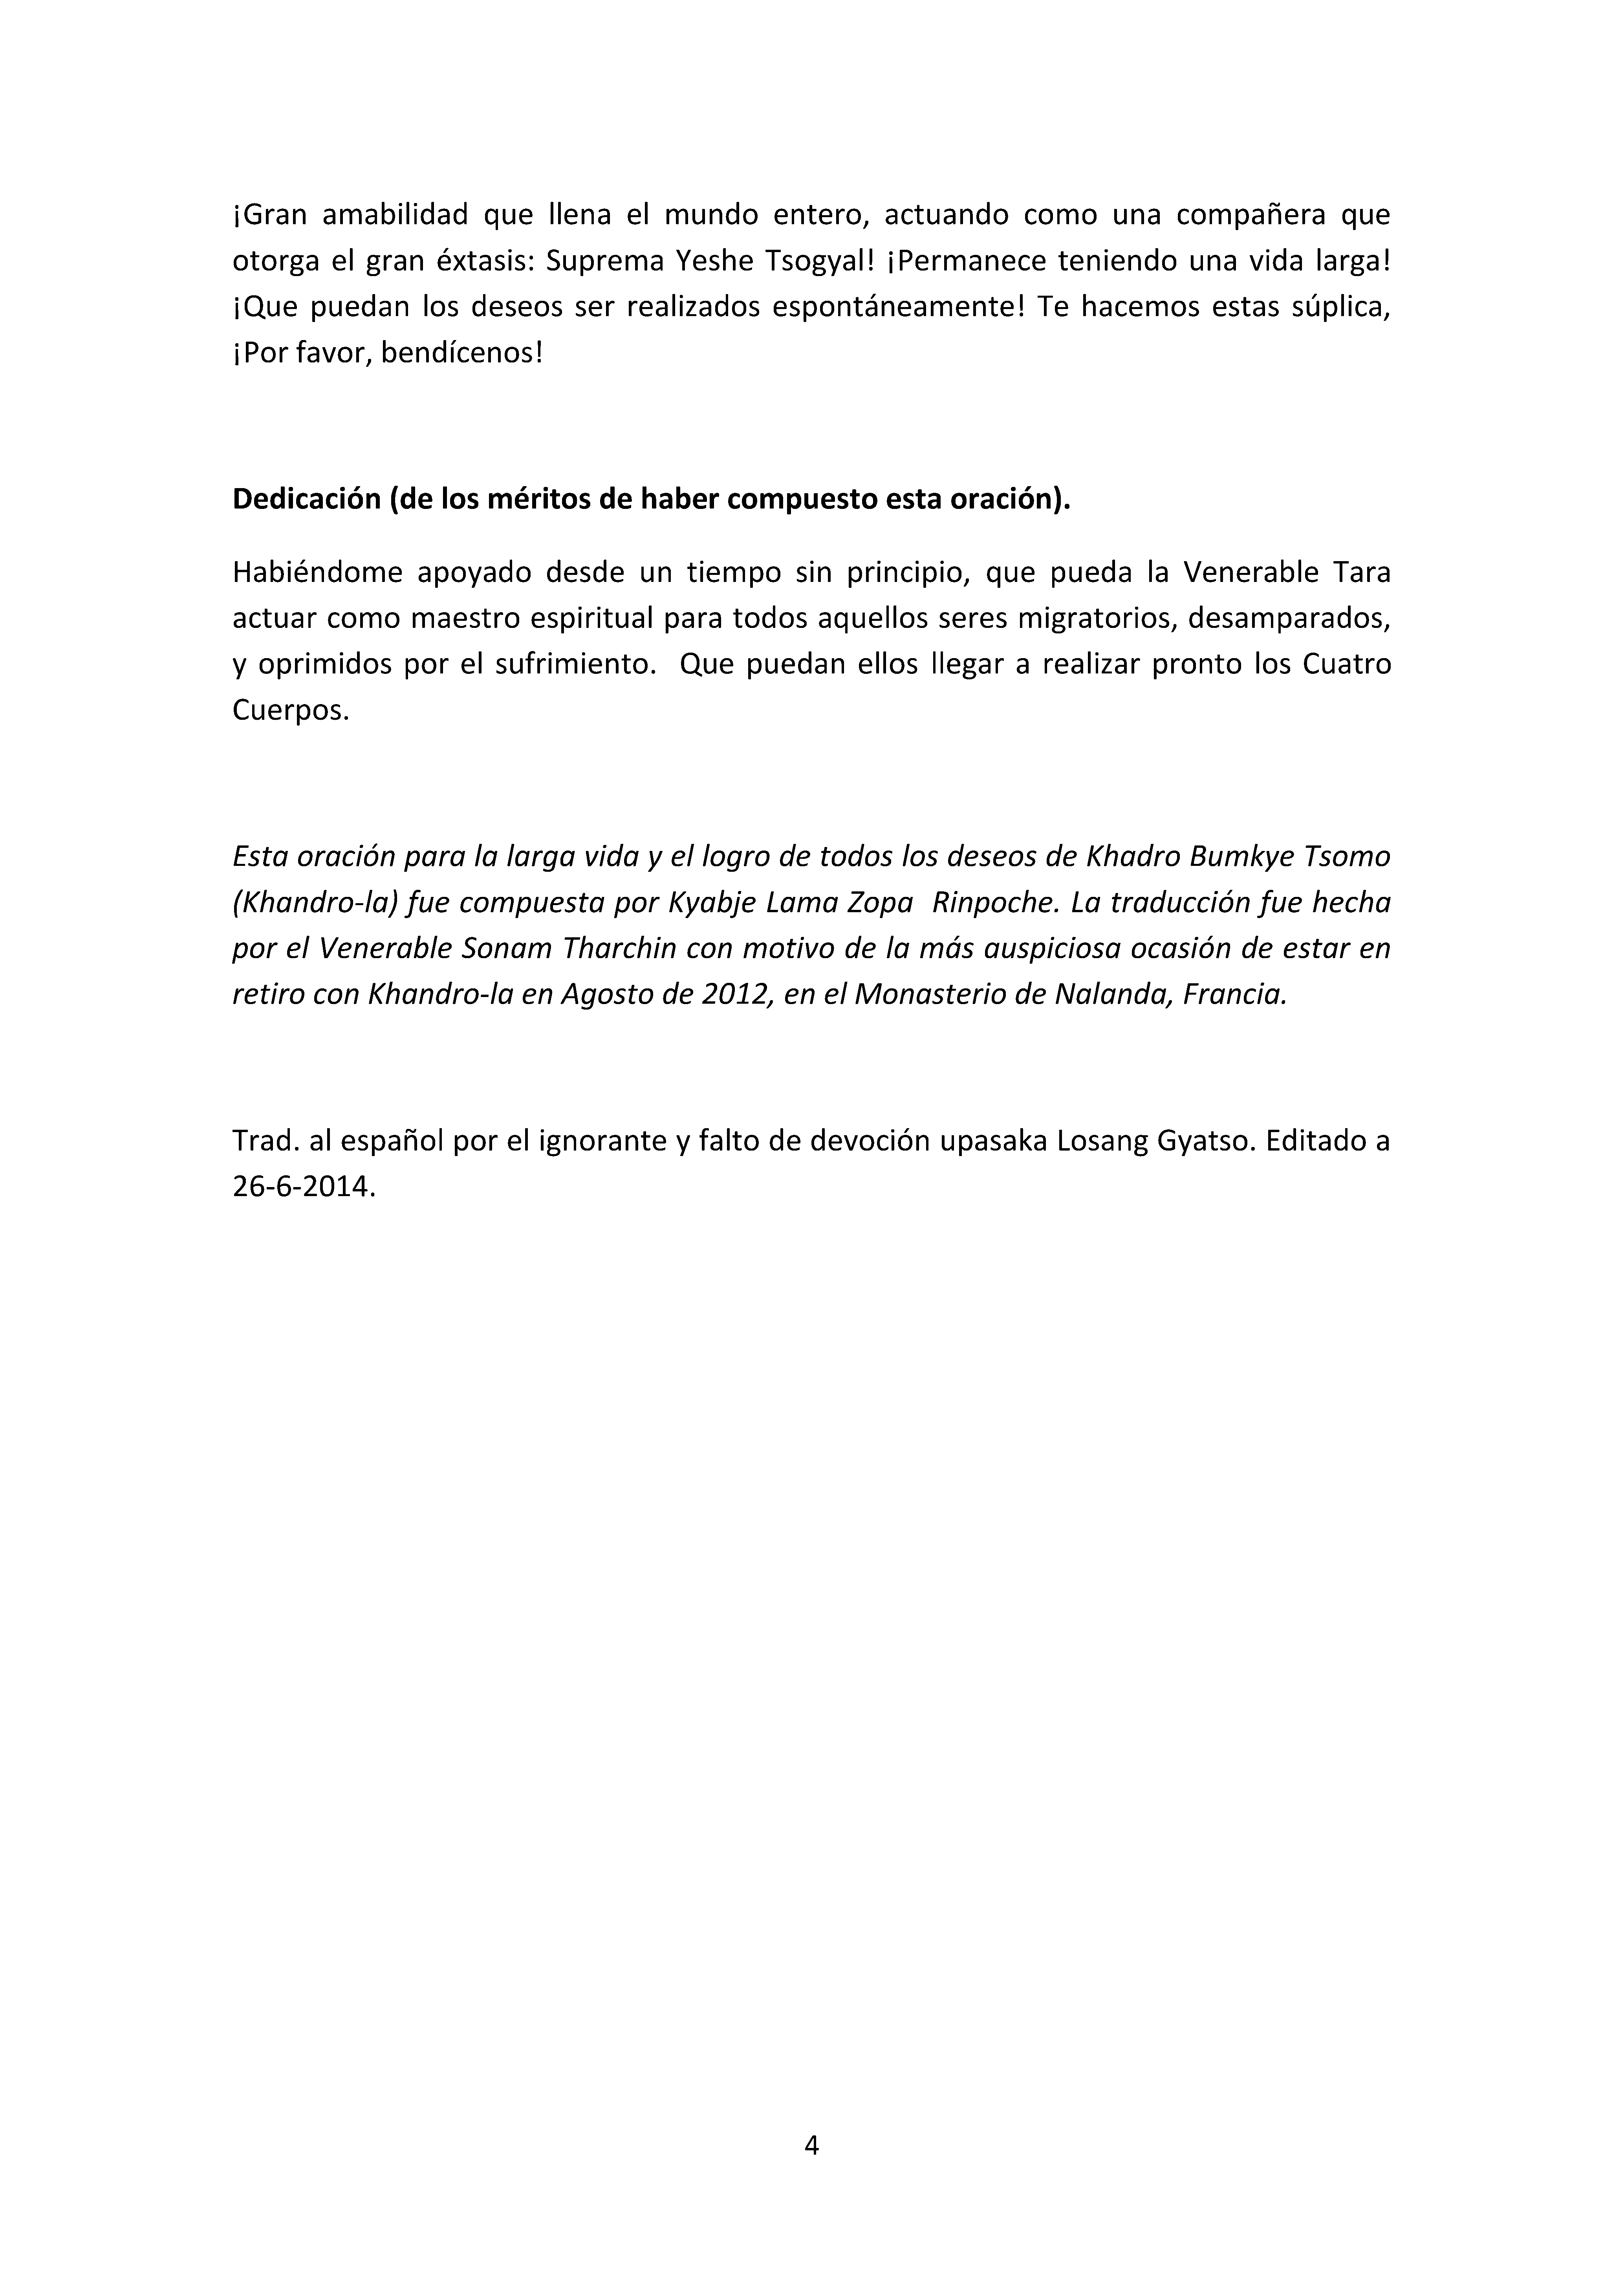 ¡Gran amabilidad que llena el mundo entero, actuando como una compañera que
otorga el gran éxtasis: Suprema Yeshe Tsogyal! ¡Permanece teniendo una vida larga!
¡Que puedan los deseos ser realizados espontáneamente! Te hacemos estas súplica,
¡Por favor, bendícenos!
Dedicación (de los méritos de haber compuesto esta oración).
Habiéndome apoyado desde un tiempo sin principio, que pueda la Venerable Tara
actuar como maestro espiritual para todos aquellos seres migratorios, desamparados,
y oprimidos por el sufrimiento.  Que puedan ellos llegar a realizar pronto los Cuatro
Cuerpos.
Esta oración para la larga vida y el logro de todos los deseos de Khadro Bumkye Tsomo
(Khandro-la) fue compuesta por Kyabje Lama Zopa  Rinpoche. La traducción fue hecha
por el Venerable Sonam Tharchin con motivo de la más auspiciosa ocasión de estar en
retiro con Khandro-la en Agosto de 2012, en el Monasterio de Nalanda, Francia.
Trad. al español por el ignorante y falto de devoción upasaka Losang Gyatso. Editado a
26-6-2014.
4